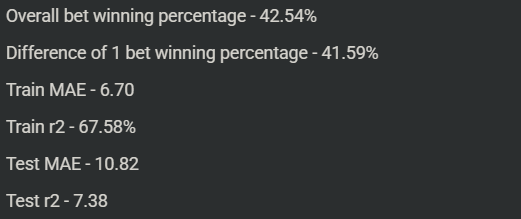 Overall bet winning percentage - 42.54%
Difference of 1 bet winning percentage - 41.59%
Train MAE - 6.70
Train r2 - 67.58%
Test MAE - 10.82
Test r2 - 7.38